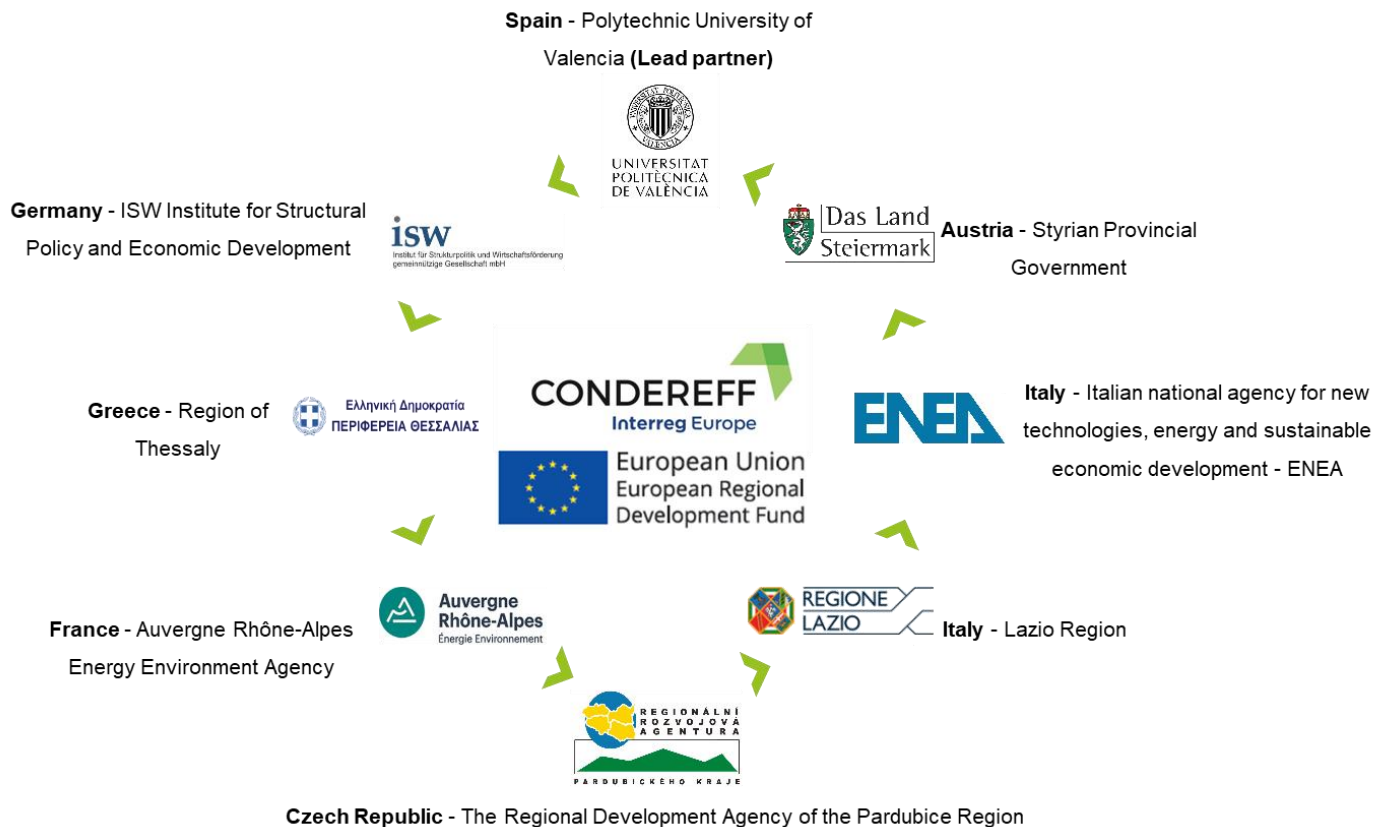 Spain - Polytechnic University of
Valencia (Lead partner)
UNIVERSITAT POLITÈCNICA VALÈNCIA
UNIVERSITAT
POLITÈCNICA
DE VALÈNCIA
Germany - ISW Institute for Structural
Policy and Economic Development
isw
Institut für Strukturpolitik und Wirtschaftsförderung
gemeinnützige Gesellschaft mbH
Das Land
Steiermark
Austria - Styrian Provincial
Government
CONDEREFF
Interreg Europe
European Union
European Regional
Development Fund
Greece - Region of
Thessaly
Ελληνική Δημοκρατία
ΠΕΡΙΦΕΡΕΙΑ ΘΕΣΣΑΛΙΑΣ
ENEA
Italy - Italian national agency for new
technologies, energy and sustainable
economic development - ENEA
France - Auvergne Rhône-Alpes
Energy Environment Agency
Auvergne
Rhône-Alpes
Énergie Environnement
REGIONE
LAZIO
Italy - Lazio Region
REGIONÁLNÍ
ROZVOJOVÁ
AGENTURA
PARDUBICKÉHO KRAJE
Czech Republic - The Regional Development Agency of the Pardubice Region